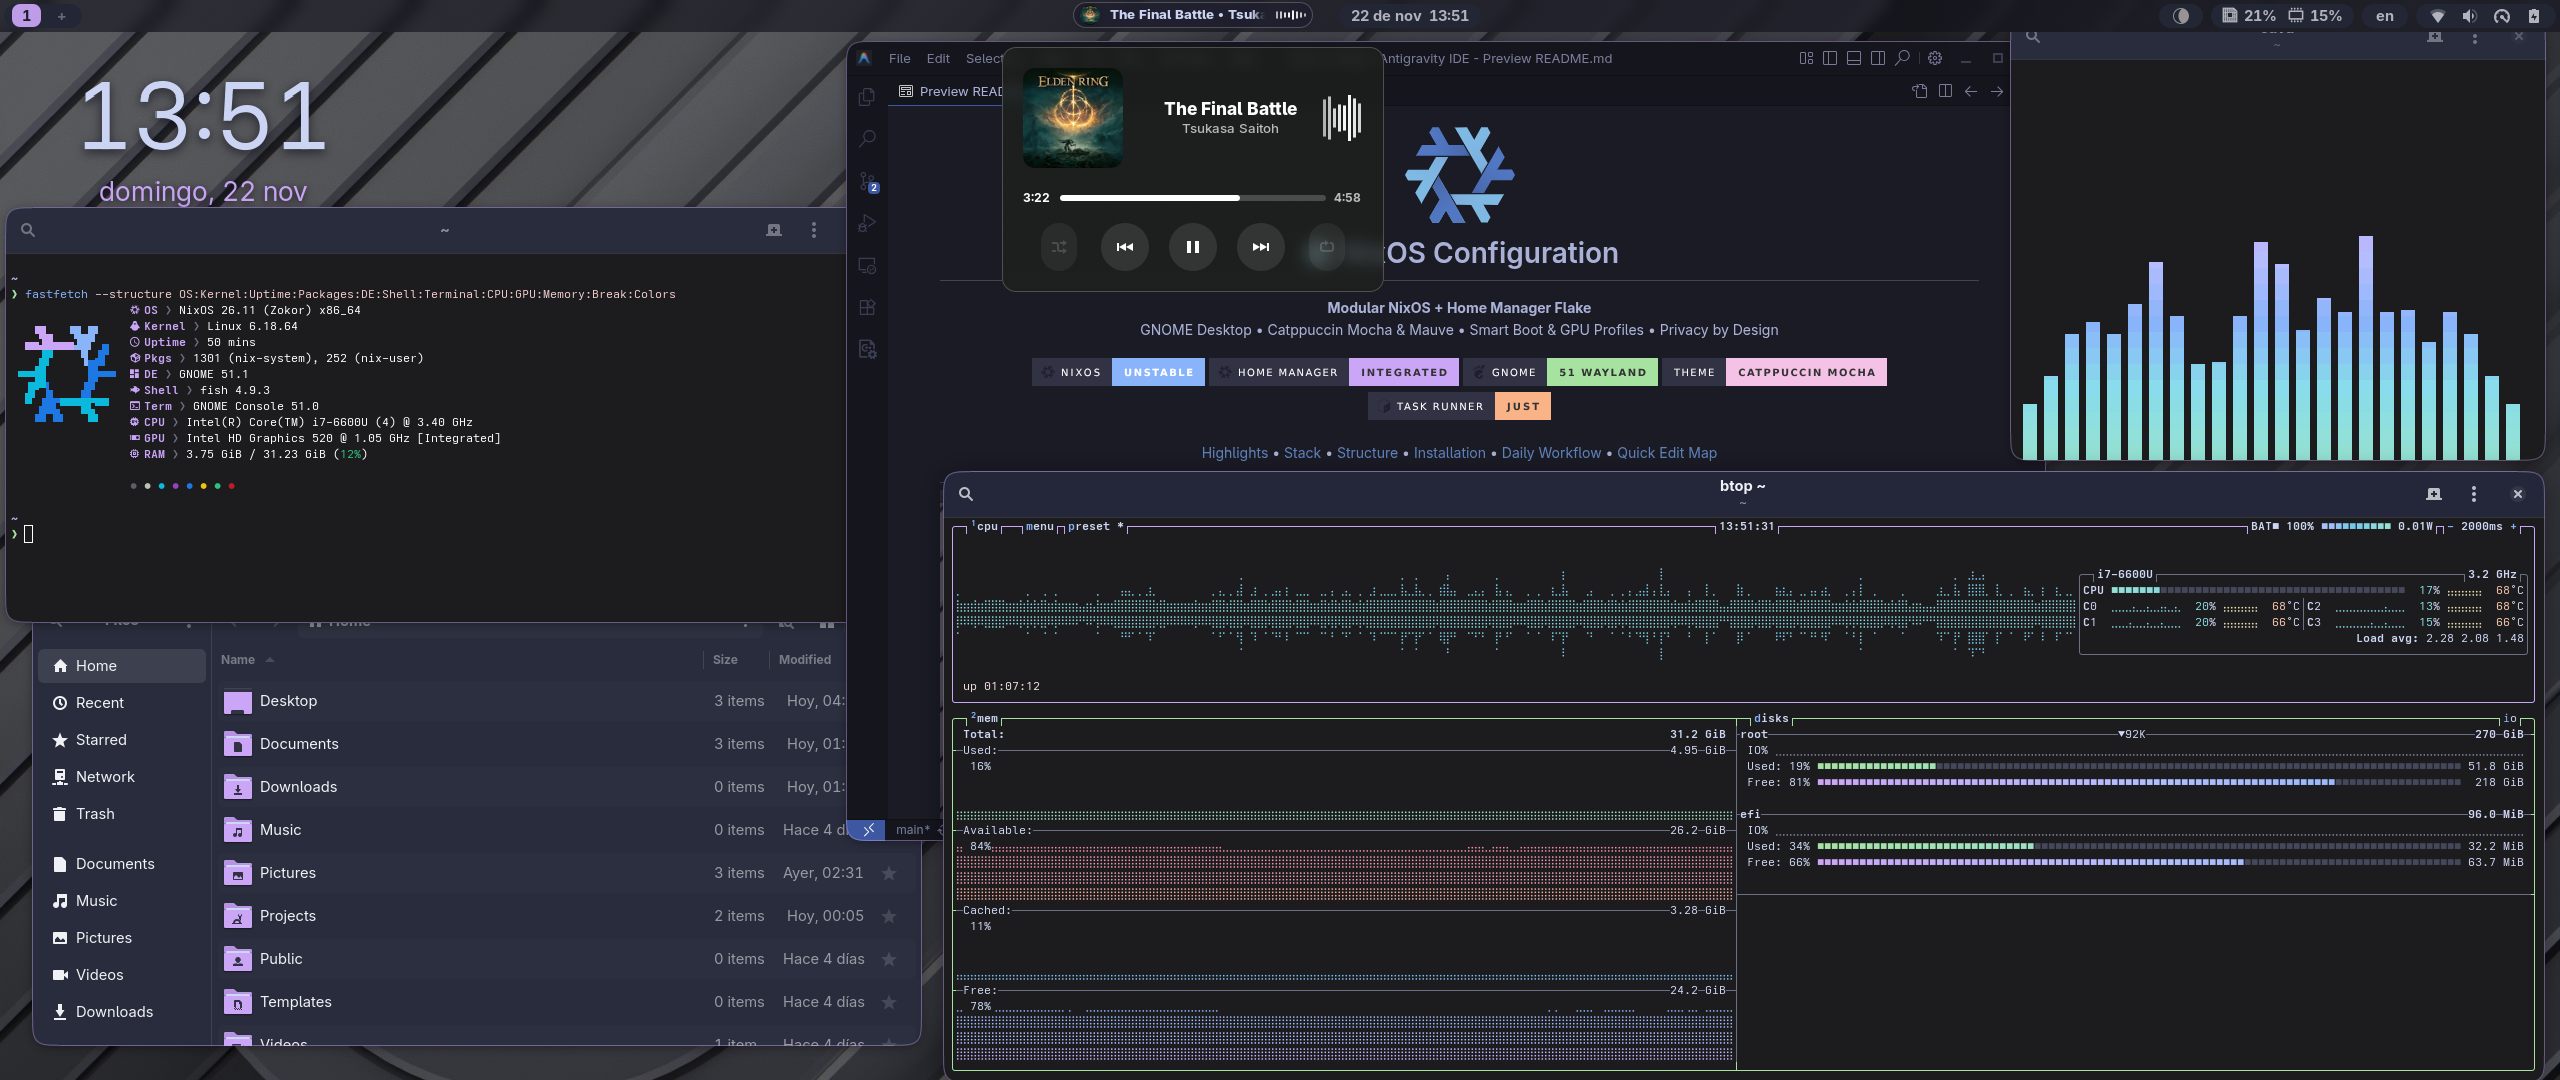 1 +
The Final Battle • Tsuk
22 de nov 13:51
21% 15% en
13:51
domingo, 22 nov
~
~
❯ fastfetch --structure OS:Kernel:Uptime:Packages:DE:Shell:Terminal:CPU:GPU:Memory:Break:Colors
OS 〉 NixOS 26.11 (Zokor) x86_64
Kernel 〉 Linux 6.18.64
Uptime 〉 50 mins
Pkgs 〉 1301 (nix-system), 252 (nix-user)
DE 〉 GNOME 51.1
Shell 〉 fish 4.9.3
Term 〉 GNOME Console 51.0
CPU 〉 Intel(R) Core(TM) i7-6600U (4) @ 3.40 GHz
GPU 〉 Intel HD Graphics 520 @ 1.05 GHz [Integrated]
RAM 〉 3.75 GiB / 31.23 GiB (12%)
~
❯
Home
Recent
Starred
Network
Trash
Documents
Music
Pictures
Videos
Downloads
Home
Name Size Modified
Desktop 3 items Hoy, 04:
Documents 3 items Hoy, 01:
Downloads 0 items Hoy, 01:
Music 0 items Hace 4 d
Pictures 3 items Ayer, 02:31
Projects 2 items Hoy, 00:05
Public 0 items Hace 4 días
Templates 0 items Hace 4 días
Videos 1 item Hace 4 días
File Edit Select
Antigravity IDE - Preview README.md
Preview READ
2
ELDEN RING
The Final Battle
Tsukasa Saitoh
3:22 4:58
OS Configuration
Modular NixOS + Home Manager Flake
GNOME Desktop • Catppuccin Mocha & Mauve • Smart Boot & GPU Profiles • Privacy by Design
NIXOS UNSTABLE HOME MANAGER INTEGRATED GNOME 51 WAYLAND THEME CATPPUCCIN MOCHA
TASK RUNNER JUST
Highlights • Stack • Structure • Installation • Daily Workflow • Quick Edit Map
main*
~
btop ~
~
1cpu menu preset * 13:51:31 BAT■ 100% 0.01W - 2000ms +
i7-6600U 3.2 GHz
CPU 17% 68°C
C0 20% 68°C C2 13% 68°C
C1 20% 66°C C3 15% 66°C
Load avg: 2.28 2.08 1.48
up 01:07:12
2mem
Total: 31.2 GiB
Used: 4.95 GiB
16%
Available: 26.2 GiB
84%
Cached: 3.28 GiB
11%
Free: 24.2 GiB
78%
disks io
root ▼92K 270 GiB
IO%
Used: 19% 51.8 GiB
Free: 81% 218 GiB
efi 96.0 MiB
IO%
Used: 34% 32.2 MiB
Free: 66% 63.7 MiB